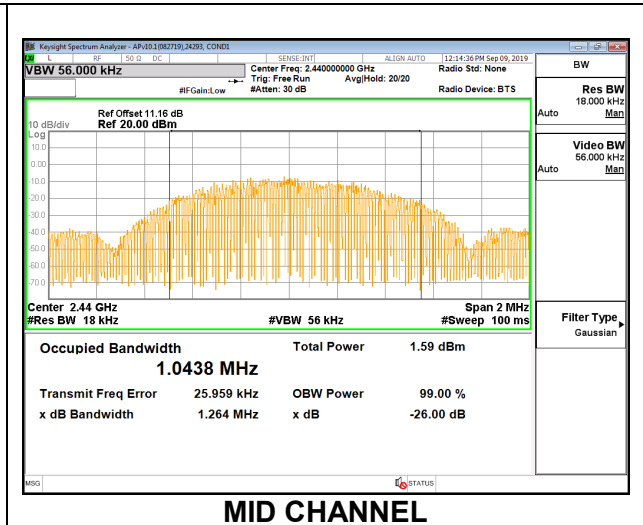 Keysight Spectrum Analyzer - APv10.1(082719),24293, COND1
L RF 50 Ω DC SENSE:INT ALIGN AUTO 12:14:36 PM Sep 09, 2019
VBW 56.000 kHz Center Freq: 2.440000000 GHz Radio Std: None
Trig: Free Run Avg|Hold: 20/20
#IFGain:Low #Atten: 30 dB Radio Device: BTS
BW
Res BW
18.000 kHz
Auto Man
Video BW
56.000 kHz
Auto Man
Filter Type
Gaussian
Ref Offset 11.16 dB
10 dB/div Ref 20.00 dBm
Log
10.0
0.00
-10.0
-20.0
-30.0
-40.0
-50.0
-60.0
-70.0
Center 2.44 GHz Span 2 MHz
#Res BW 18 kHz #VBW 56 kHz #Sweep 100 ms
Occupied Bandwidth Total Power 1.59 dBm
1.0438 MHz
Transmit Freq Error 25.959 kHz OBW Power 99.00 %
x dB Bandwidth 1.264 MHz x dB -26.00 dB
MSG STATUS
MID CHANNEL